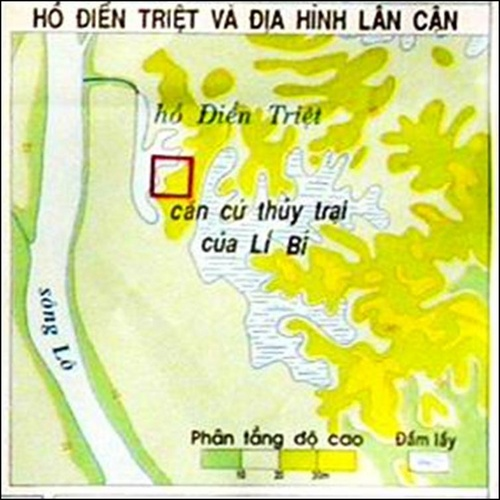 HỒ ĐIỂN TRIỆT VÀ ĐỊA HÌNH LÂN CẬN
hồ Điển Triệt
căn cứ thủy trại
của LÍ BÍ
sông Lô
Phân tầng độ cao
Đầm lầy
10 20